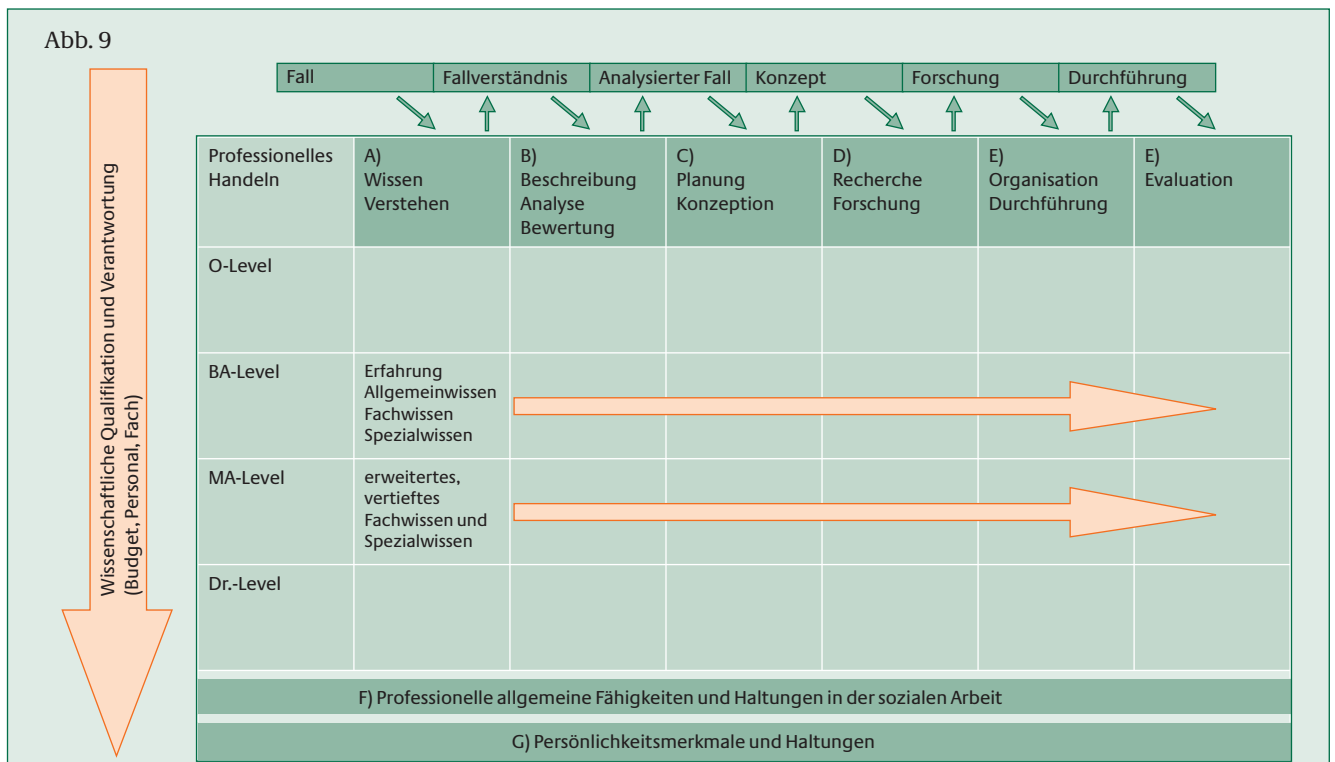 Abb. 9
Fall
Fallverständnis
Analysierter Fall
Konzept
Forschung
Durchführung
Wissenschaftliche Qualifikation und Verantwortung
(Budget, Personal, Fach)
Professionelles
Handeln
A)
Wissen
Verstehen
B)
Beschreibung
Analyse
Bewertung
C)
Planung
Konzeption
D)
Recherche
Forschung
E)
Organisation
Durchführung
E)
Evaluation
O-Level
BA-Level
Erfahrung
Allgemeinwissen
Fachwissen
Spezialwissen
MA-Level
erweitertes,
vertieftes
Fachwissen und
Spezialwissen
Dr.-Level
F) Professionelle allgemeine Fähigkeiten und Haltungen in der sozialen Arbeit
G) Persönlichkeitsmerkmale und Haltungen